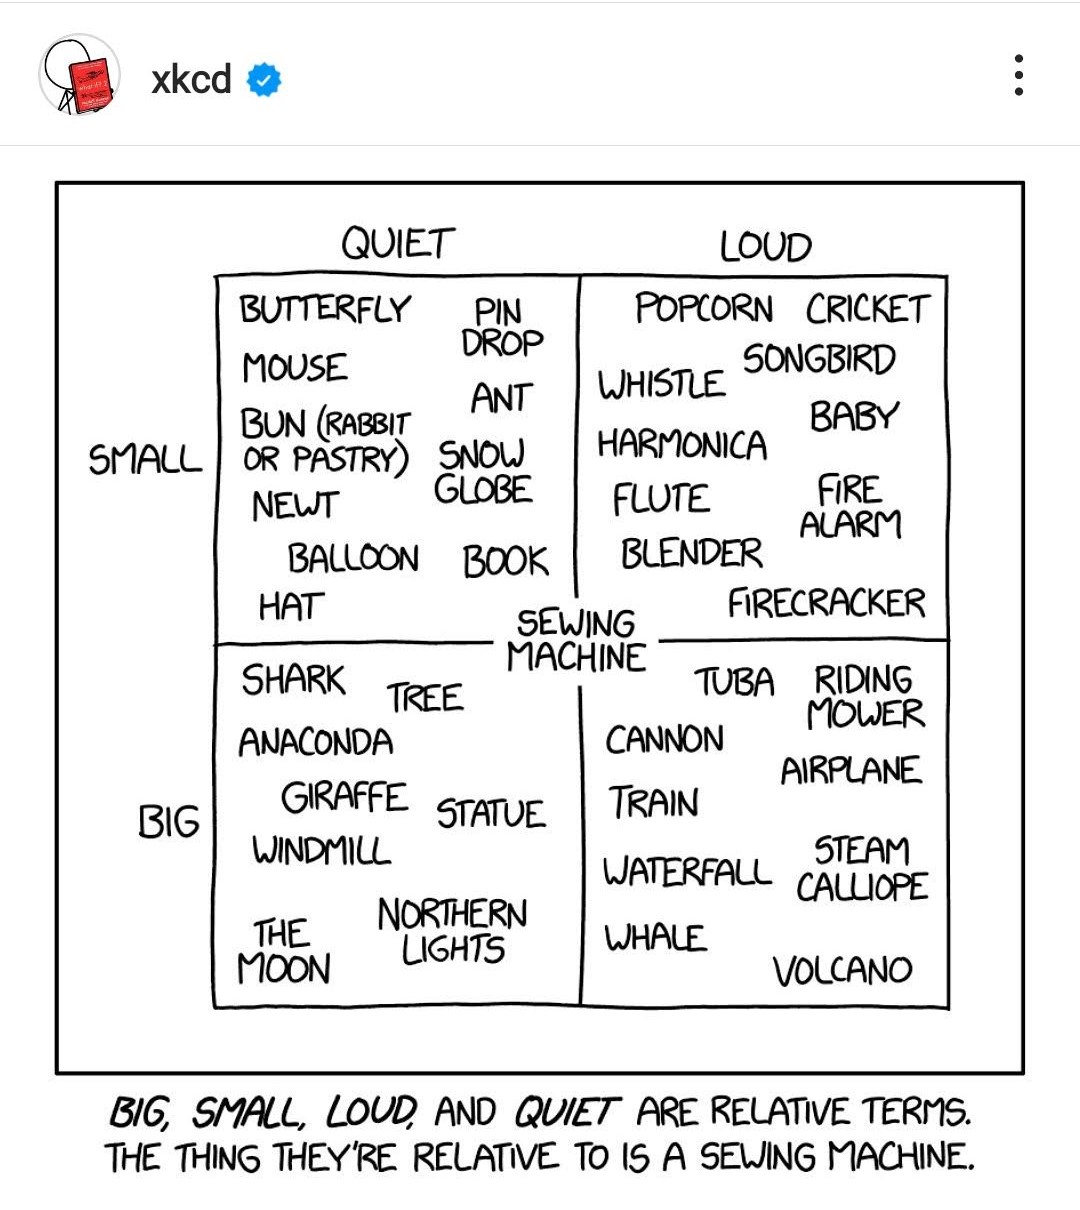 xkcd
QUIET LOUD
SMALL
BUTTERFLY
PIN
DROP
MOUSE
ANT
BUN (RABBIT
OR PASTRY)
SNOW
GLOBE
NEWT
BALLOON
BOOK
HAT
POPCORN
CRICKET
SONGBIRD
WHISTLE
BABY
HARMONICA
FLUTE
FIRE
ALARM
BLENDER
FIRECRACKER
SEWING
MACHINE
BIG
SHARK
TREE
ANACONDA
GIRAFFE
STATUE
WINDMILL
NORTHERN
LIGHTS
THE
MOON
TUBA
RIDING
MOWER
CANNON
AIRPLANE
TRAIN
STEAM
CALLIOPE
WATERFALL
WHALE
VOLCANO
BIG, SMALL, LOUD, AND QUIET ARE RELATIVE TERMS.
THE THING THEY'RE RELATIVE TO IS A SEWING MACHINE.